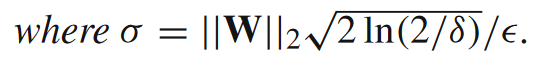 where σ = ||W||₂√2 ln(2/δ)/ϵ.